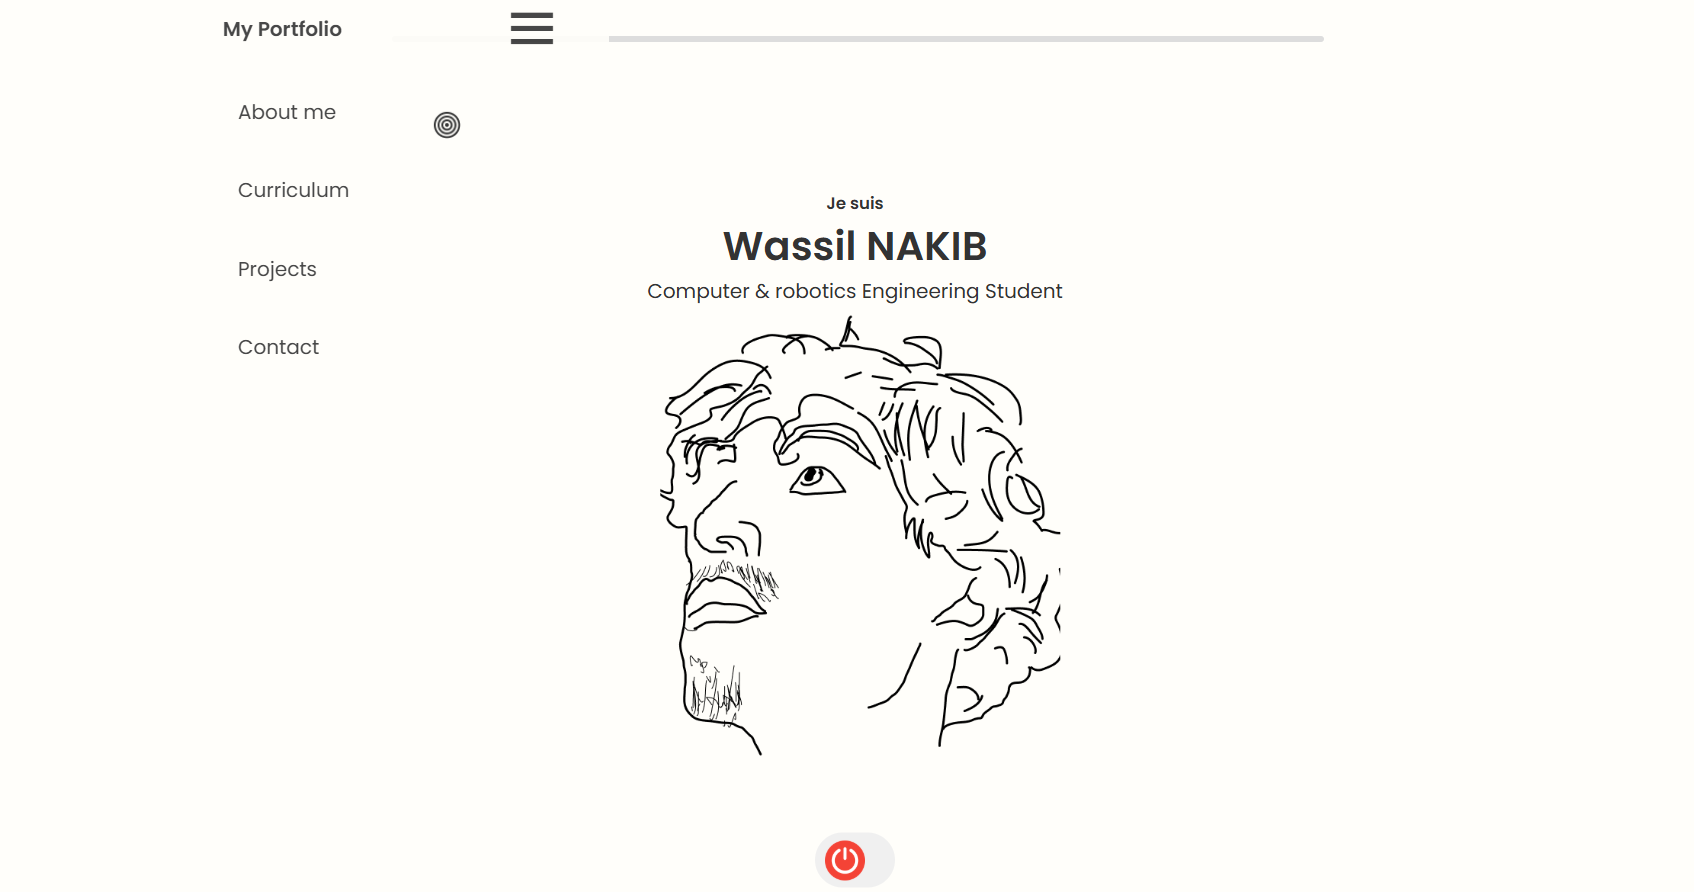 My Portfolio
About me
Curriculum
Projects
Contact
Je suis
Wassil NAKIB
Computer & robotics Engineering Student